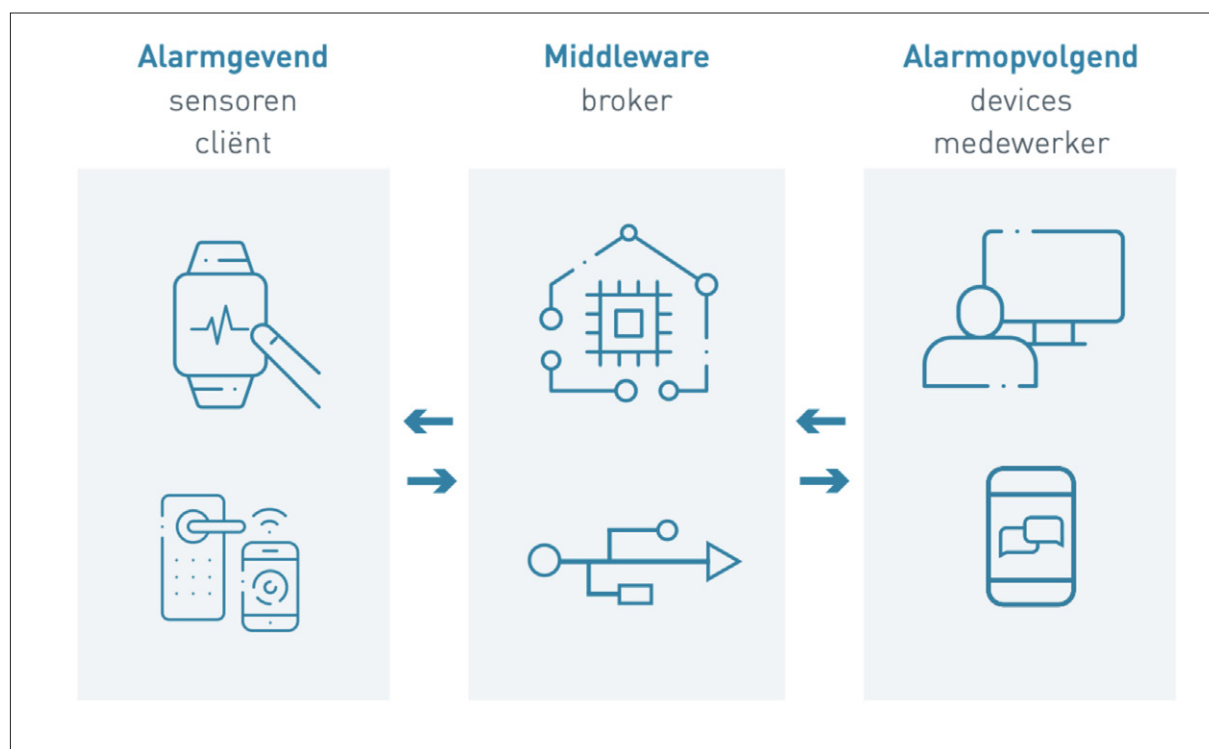 Alarmgevend
sensoren
cliënt
Middleware
broker
Alarmopvolgend
devices
medewerker